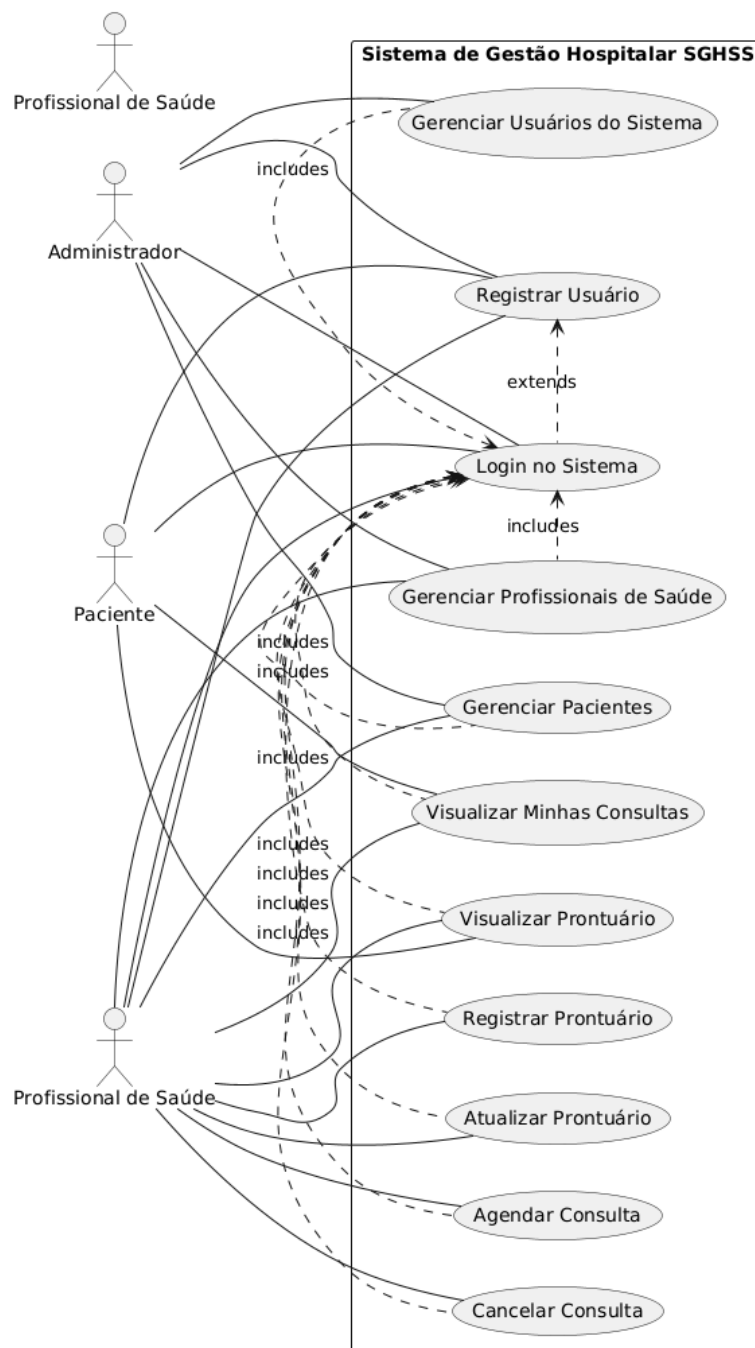 Profissional de Saúde
Sistema de Gestão Hospitalar SGHSS
Gerenciar Usuários do Sistema
includes
Administrador
Registrar Usuário
extends
Login no Sistema
includes
Paciente
Gerenciar Profissionais de Saúde
includes
includes
Gerenciar Pacientes
includes
Visualizar Minhas Consultas
includes
includes
includes
Visualizar Prontuário
includes
Registrar Prontuário
Profissional de Saúde
Atualizar Prontuário
Agendar Consulta
Cancelar Consulta